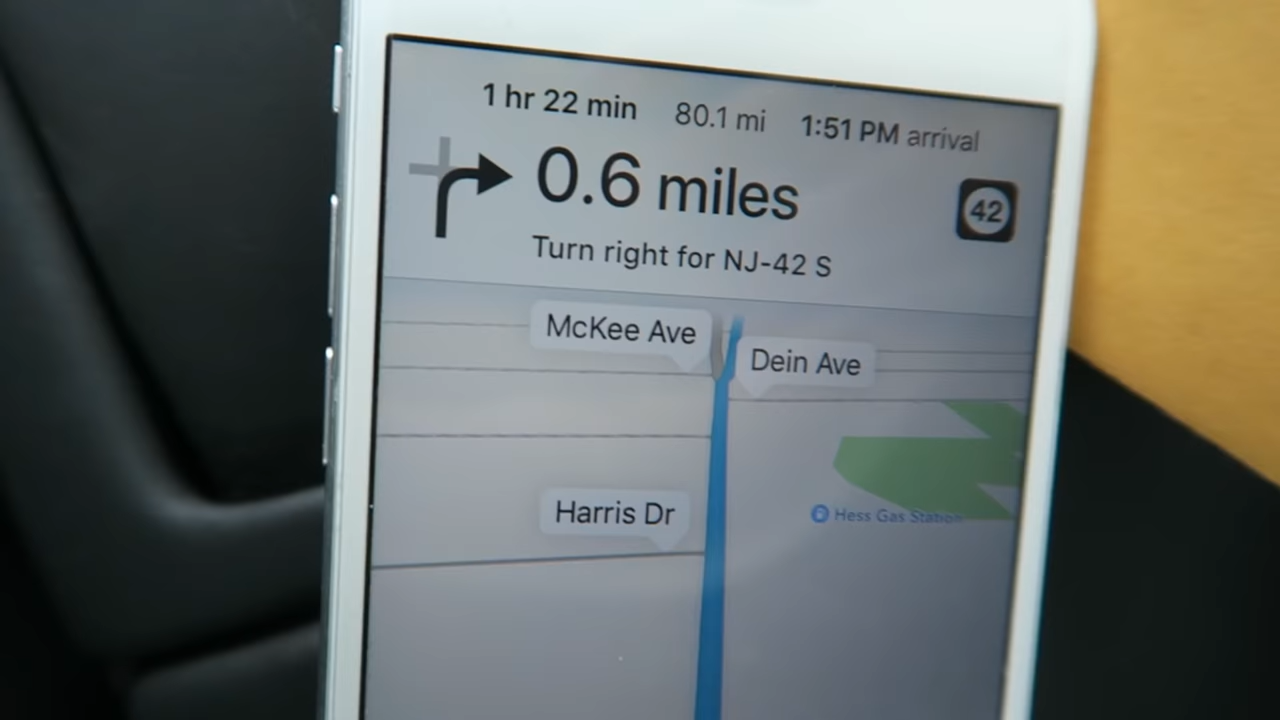 1 hr 22 min 80.1 mi 1:51 PM arrival
0.6 miles
42
Turn right for NJ-42 S
McKee Ave
Dein Ave
Harris Dr
Hess Gas Station